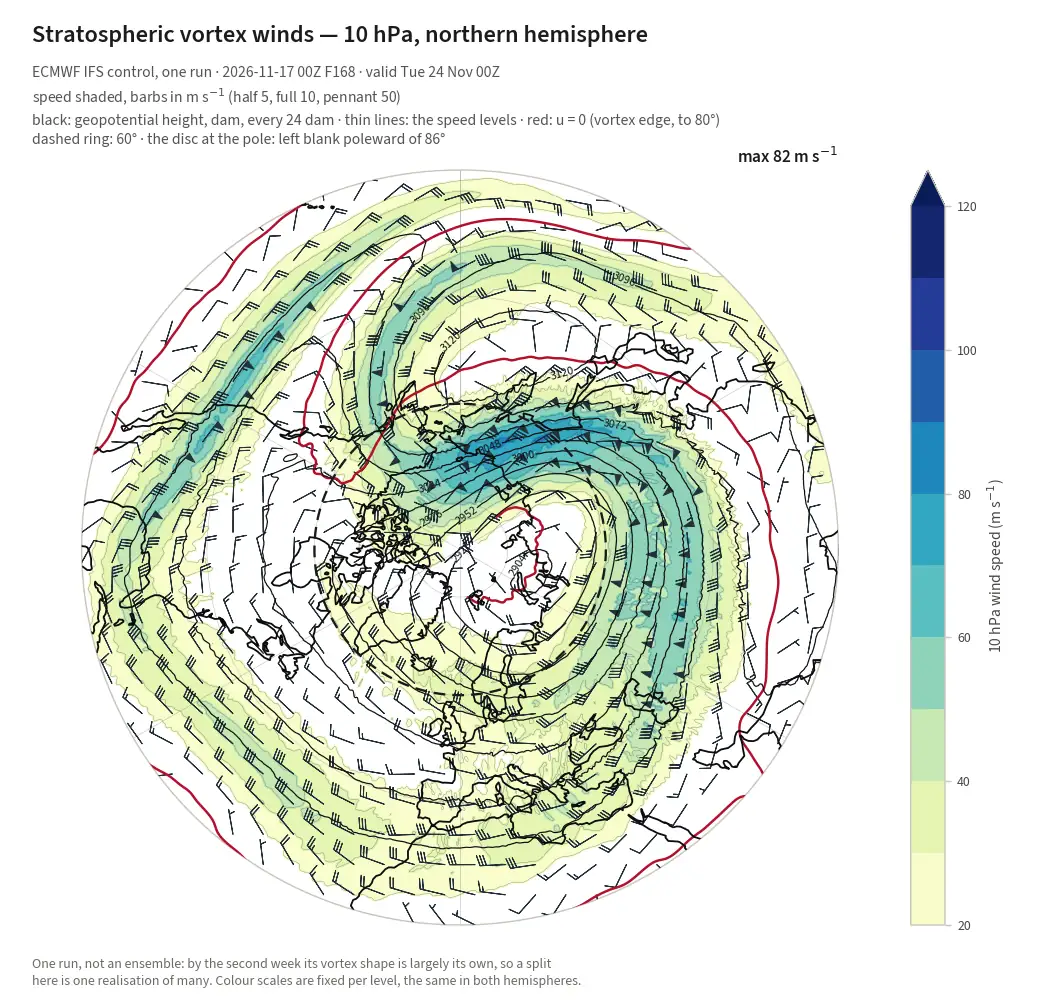 Stratospheric vortex winds — 10 hPa, northern hemisphere
ECMWF IFS control, one run · 2026-11-17 00Z F168 · valid Tue 24 Nov 00Z
speed shaded, barbs in m s⁻¹ (half 5, full 10, pennant 50)
black: geopotential height, dam, every 24 dam · thin lines: the speed levels · red: u = 0 (vortex edge, to 80°)
dashed ring: 60° · the disc at the pole: left blank poleward of 86°
max 82 m s⁻¹
120
100
80
60
40
20
10 hPa wind speed (m s⁻¹)
3096
3120
3120
3072
3048
3000
2952
One run, not an ensemble: by the second week its vortex shape is largely its own, so a split
here is one realisation of many. Colour scales are fixed per level, the same in both hemispheres.